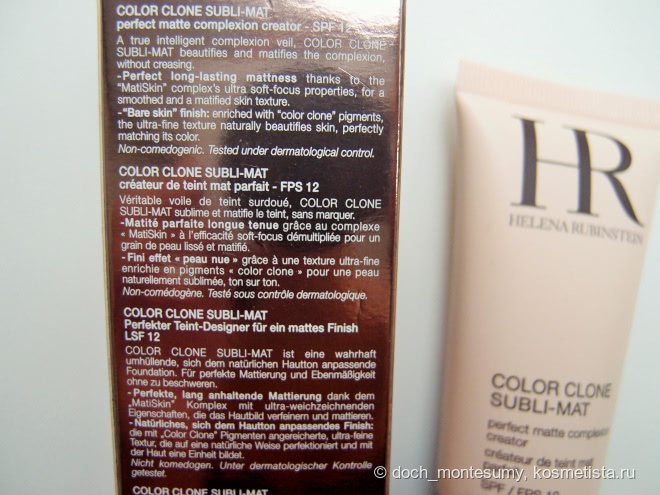 COLOR CLONE SUBLI-MAT
perfect matte complexion creator - SPF 12
A true intelligent complexion veil, COLOR CLONE
SUBLI-MAT beautifies and matifies the complexion,
without creasing.
-Perfect long-lasting mattness thanks to the
"MatiSkin" complex's ultra soft-focus properties, for a
smoothed and a matified skin texture.
-"Bare skin" finish: enriched with "color clone" pigments,
the ultra-fine texture naturally beautifies skin, perfectly
matching its color.
Non-comedogenic. Tested under dermatological control.
COLOR CLONE SUBLI-MAT
créateur de teint mat parfait - FPS 12
Véritable voile de teint surdoué, COLOR CLONE
SUBLI-MAT sublime et matifie le teint, sans marquer.
-Matité parfaite longue tenue grâce au complexe
« MatiSkin » à l'efficacité soft-focus démultipliée pour un
grain de peau lissé et matifié.
-Fini effet « peau nue » grâce à une texture ultra-fine
enrichie en pigments « color clone » pour une peau
naturellement sublimée, ton sur ton.
Non-comédogène. Testé sous contrôle dermatologique.
COLOR CLONE SUBLI-MAT
Perfekter Teint-Designer für ein mattes Finish
LSF 12
COLOR CLONE SUBLI-MAT ist eine wahrhaft
umhüllende, sich dem natürlichen Hautton anpassende
Foundation. Für perfekte Mattierung und Ebenmäßigkeit
ohne zu beschweren.
-Perfekte, lang anhaltende Mattierung dank dem
„MatiSkin" Komplex mit ultra-weichzeichnenden
Eigenschaften, die das Hautbild verfeinern und mattieren.
-Natürliches, sich dem Hautton anpassendes Finish:
die mit „Color Clone" Pigmenten angereicherte, ultra-feine
Textur, die auf eine natürliche Weise perfektioniert und mit
der Haut eine Einheit bildet.
Nicht komedogen. Unter dermatologischer Kontrolle
getestet.
COLOR CLONE SUBLI-MAT
HR
HELENA RUBINSTEIN
COLOR CLONE
SUBLI-MAT
perfect matte complexion
creator
créateur de teint mat
SPF / FPS 12
© doch_montesumy, kosmetista.ru